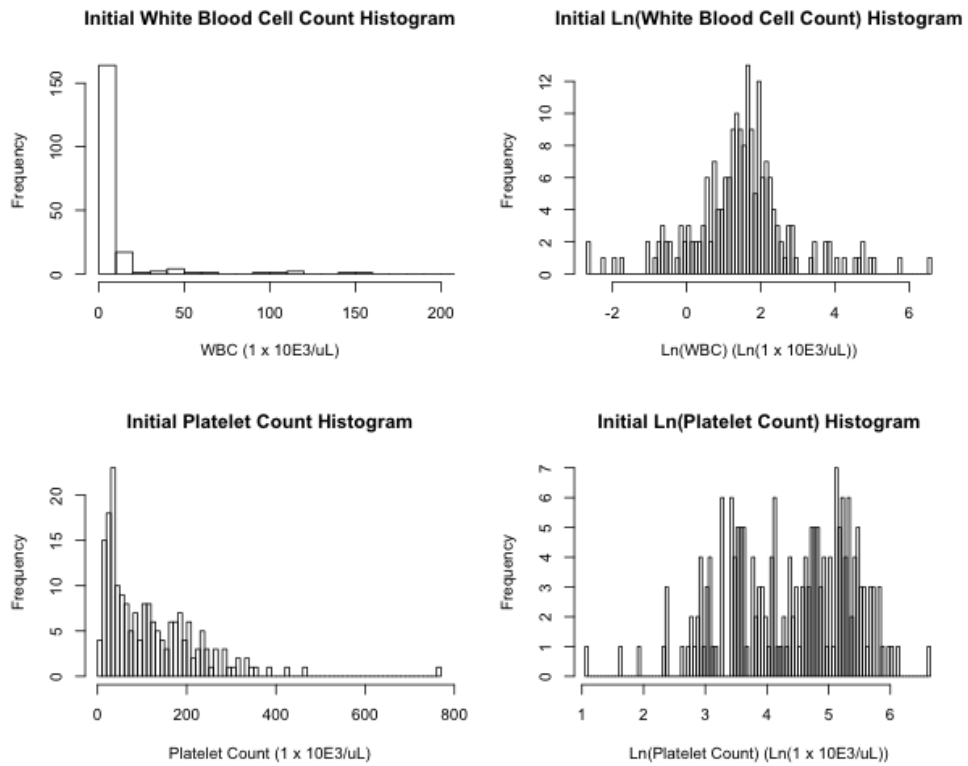 Initial White Blood Cell Count Histogram
Frequency
0
50
100
150
0 50 100 150 200
WBC (1 x 10E3/uL)
Initial Ln(White Blood Cell Count) Histogram
Frequency
0
2
4
6
8
10
12
-2 0 2 4 6
Ln(WBC) (Ln(1 x 10E3/uL))
Initial Platelet Count Histogram
Frequency
0
5
10
15
20
0 200 400 600 800
Platelet Count (1 x 10E3/uL)
Initial Ln(Platelet Count) Histogram
Frequency
0
1
2
3
4
5
6
7
1 2 3 4 5 6
Ln(Platelet Count) (Ln(1 x 10E3/uL))